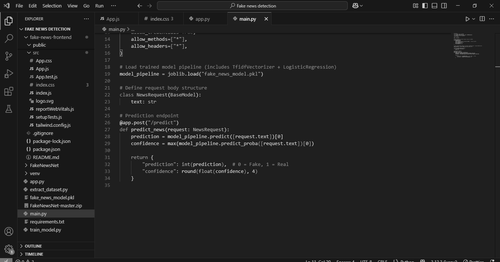 File Edit Selection View Go Run
fake news detection
EXPLORER
App.js
index.css 3
app.py
main.py
FAKE NEWS DETECTION
fake-news-frontend
public
src
App.css
App.js
App.test.js
index.css 3
index.js
logo.svg
reportWebVitals.js
setupTests.js
tailwind.config.js
.gitignore
package-lock.json
package.json
README.md
FakeNewsNet
venv
app.py
extract_dataset.py
fake_news_model.pkl
FakeNewsNet-master.zip
main.py
requirements.txt
train_model.py
OUTLINE
TIMELINE
main.py
14 allow_methods=["*"],
15 allow_headers=["*"],
16 )
17
18 # Load trained model pipeline (includes TfidfVectorizer + LogisticRegression)
19 model_pipeline = joblib.load("fake_news_model.pkl")
20
21 # Define request body structure
22 class NewsRequest(BaseModel):
23 text: str
24
25 # Prediction endpoint
26 @app.post("/predict")
27 def predict_news(request: NewsRequest):
28 prediction = model_pipeline.predict([request.text])[0]
29 confidence = max(model_pipeline.predict_proba([request.text])[0])
30
31 return {
32 "prediction": int(prediction), # 0 = Fake, 1 = Real
33 "confidence": round(float(confidence), 4)
34 }
35